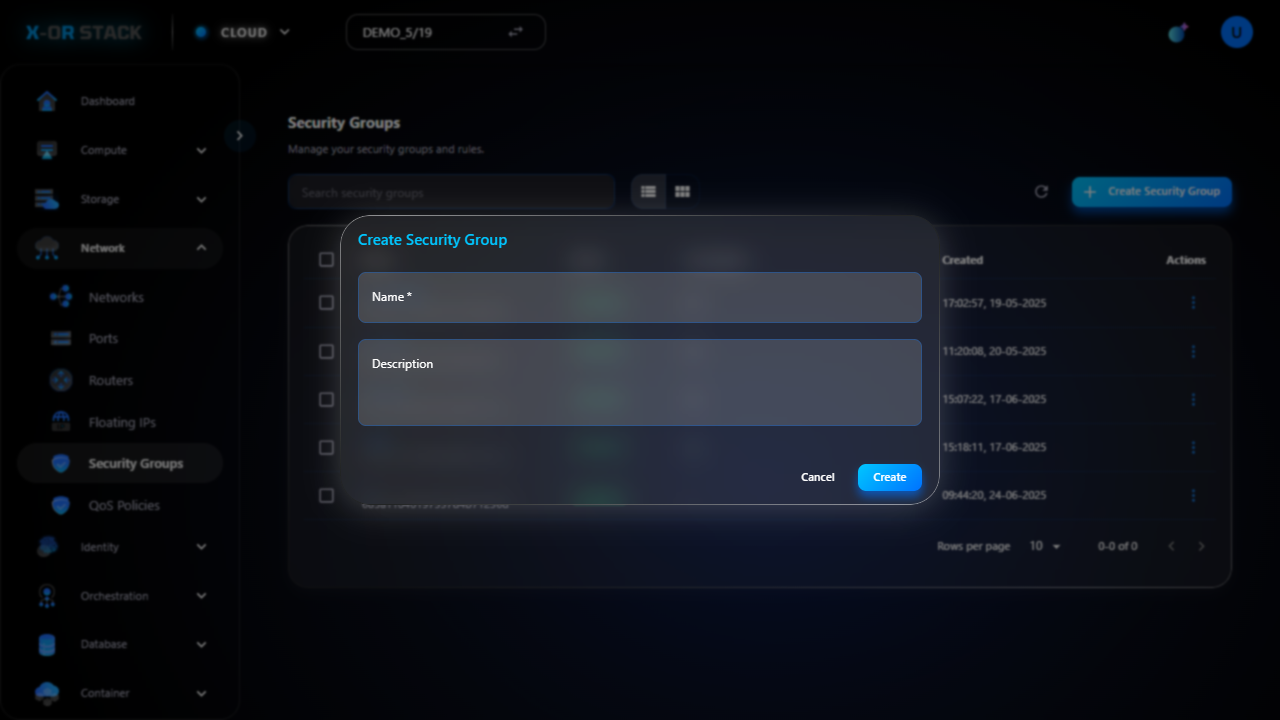 X-OR STACK
CLOUD
DEMO_5/19
U
Dashboard
Compute
Storage
Network
Networks
Ports
Routers
Floating IPs
Security Groups
QoS Policies
Identity
Orchestration
Database
Container
Security Groups
Manage your security groups and rules.
Search security groups
Create Security Group
Created
Actions
17:02:57, 19-05-2025
11:20:08, 20-05-2025
15:07:22, 17-06-2025
15:18:11, 17-06-2025
09:44:20, 24-06-2025
Rows per page
10
0-0 of 0
Create Security Group
Name *
Description
Cancel
Create